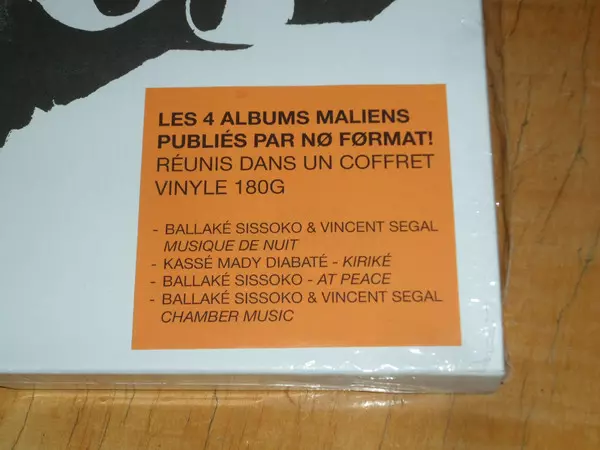 LES 4 ALBUMS MALIENS
PUBLIÉS PAR NØ FØRMAT!
RÉUNIS DANS UN COFFRET
VINYLE 180G
- BALLAKÉ SISSOKO & VINCENT SEGAL
MUSIQUE DE NUIT
- KASSÉ MADY DIABATÉ - KIRIKÉ
- BALLAKÉ SISSOKO - AT PEACE
- BALLAKÉ SISSOKO & VINCENT SEGAL
CHAMBER MUSIC